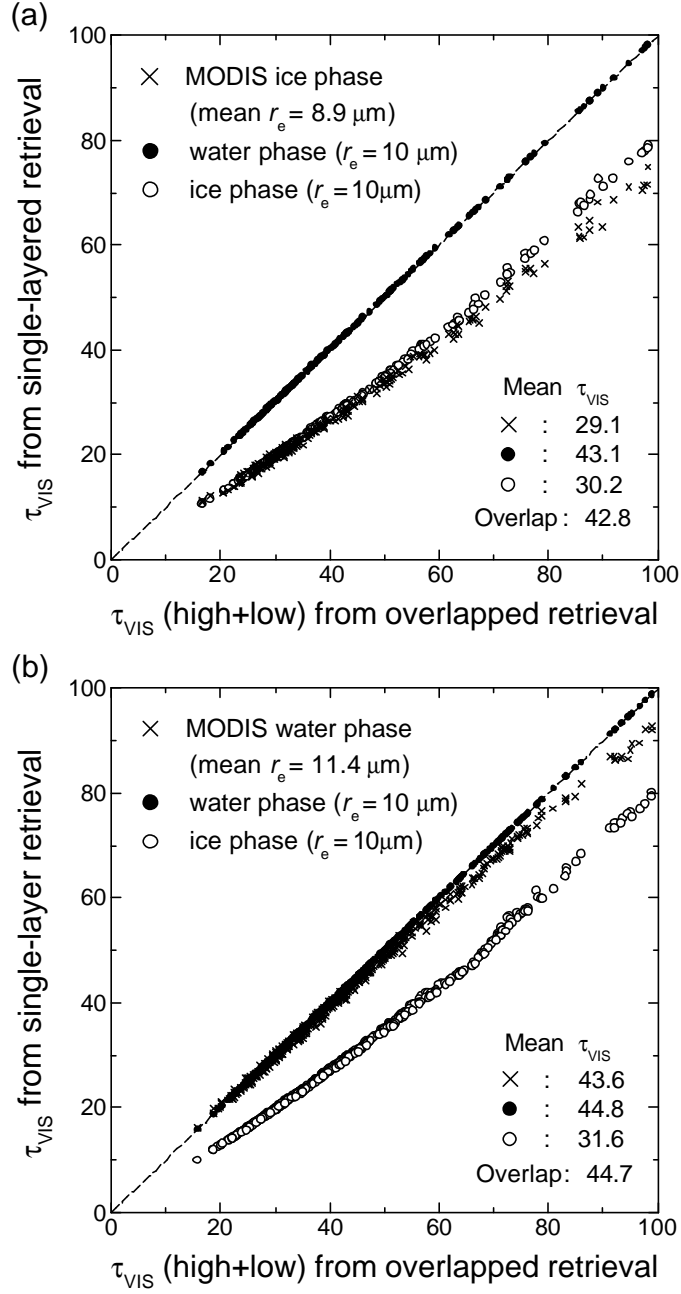 (a)
τVIS from single-layered retrieval
100
80
60
40
20
0
× MODIS ice phase
(mean re = 8.9 μm)
● water phase (re = 10 μm)
○ ice phase (re = 10μm)
Mean τVIS
× : 29.1
● : 43.1
○ : 30.2
Overlap : 42.8
0 20 40 60 80 100
τVIS (high+low) from overlapped retrieval
(b)
τVIS from single-layer retrieval
100
80
60
40
20
0
× MODIS water phase
(mean re = 11.4 μm)
● water phase (re = 10 μm)
○ ice phase (re = 10μm)
Mean τVIS
× : 43.6
● : 44.8
○ : 31.6
Overlap : 44.7
0 20 40 60 80 100
τVIS (high+low) from overlapped retrieval